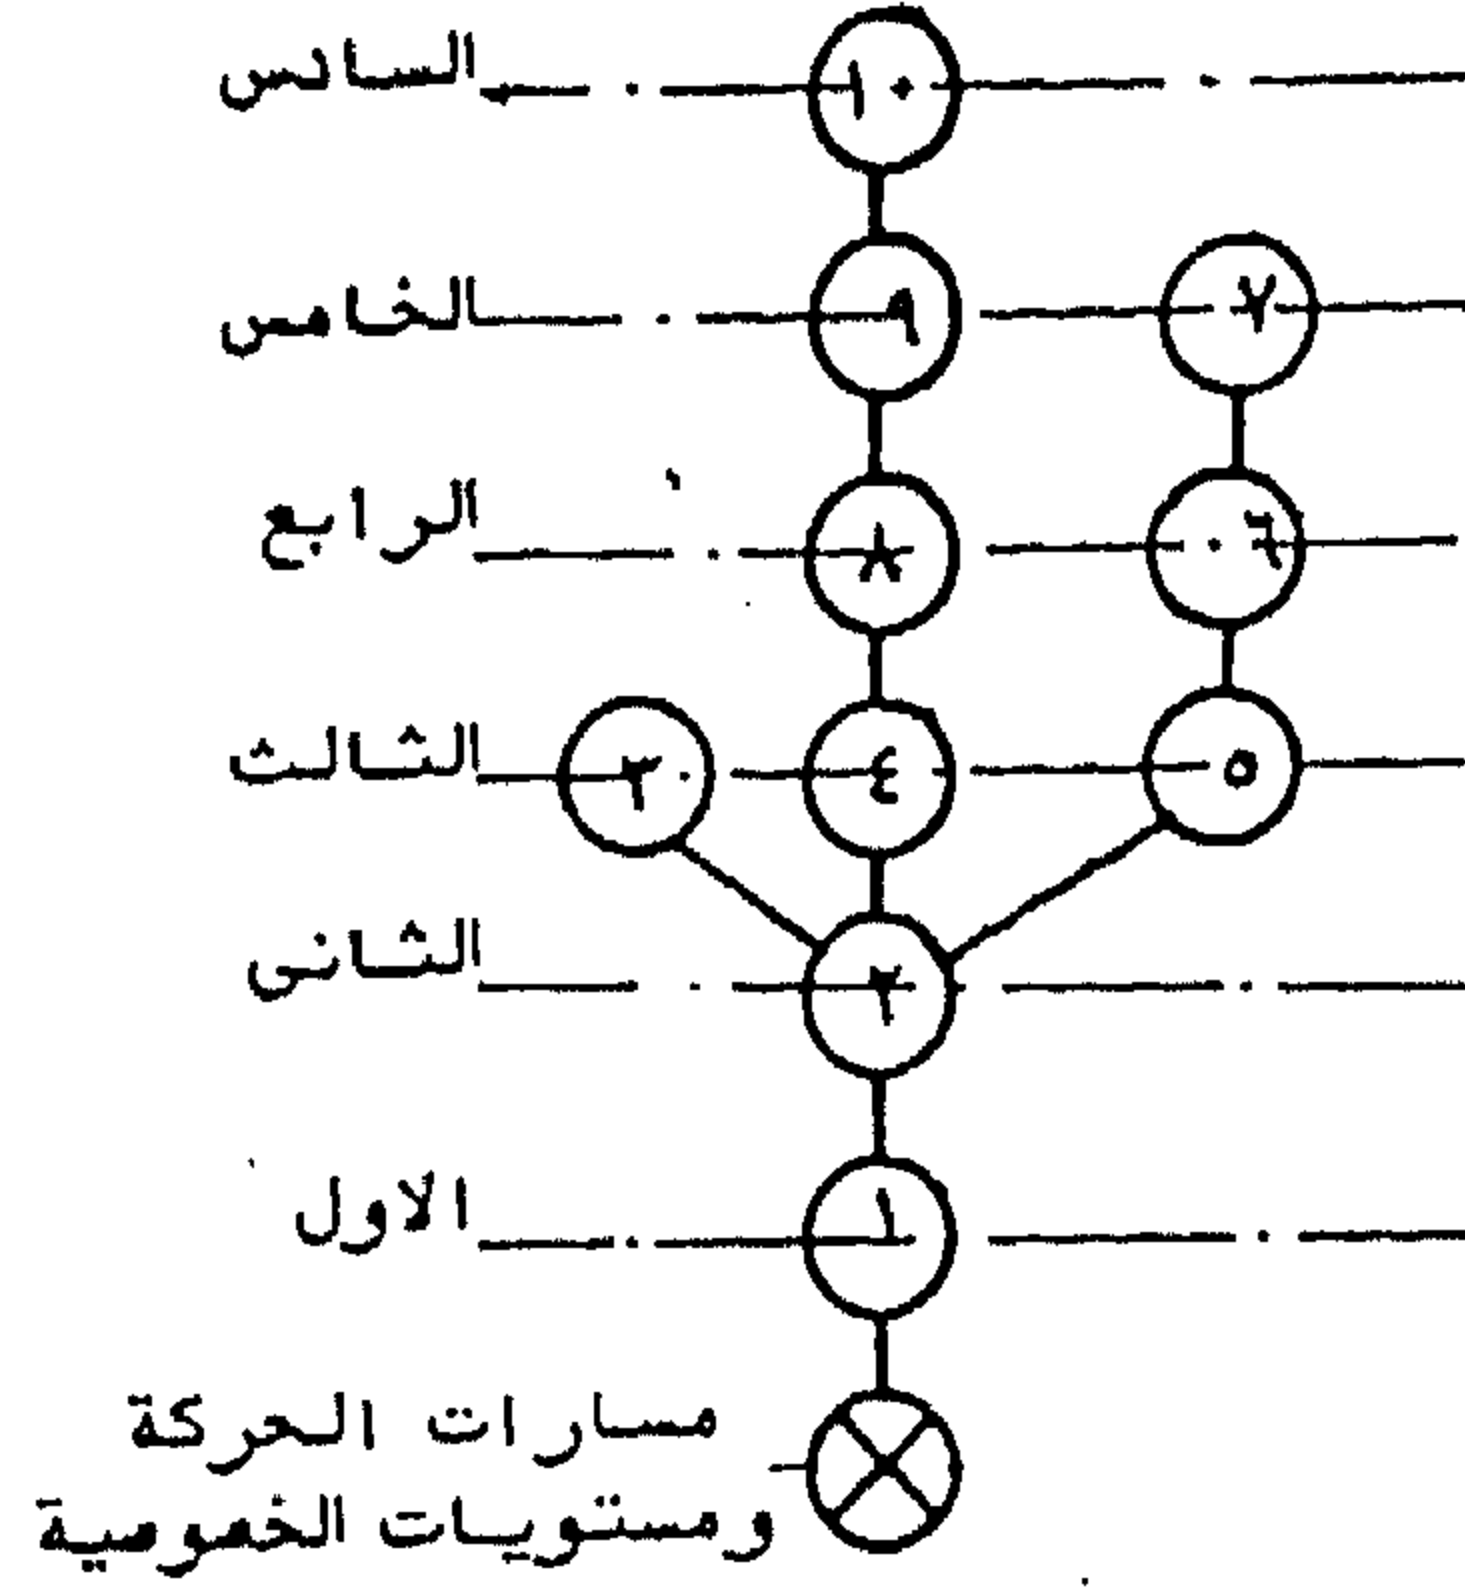 السادس ١٠
الخامس ٩ ٧
الرابع ٨ ٦
الثالث ٣ ٤ ٥
الثانى ٢
الاول ١
مسارات الحركة
ومستويات الخصوصية